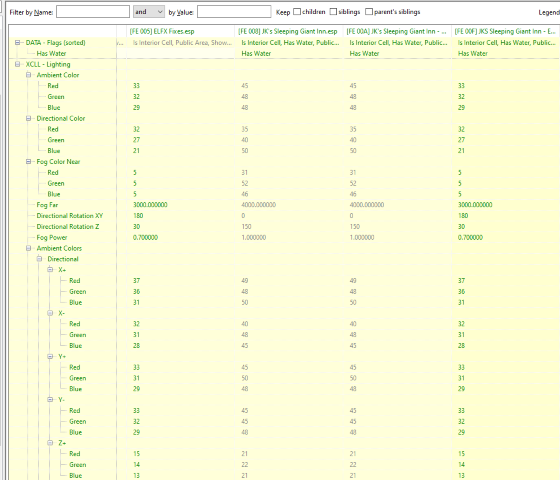 Filter by Name: and by Value: Keep children siblings parent's siblings Legend
[FE 005] ELFX Fixes.esp [FE 008] JK's Sleeping Giant Inn.esp [FE 00A] JK's Sleeping Giant Inn - ... [FE 00F] JKS Sleeping Giant Inn - E...
DATA - Flags (sorted) Is Interior Cell, Public Area, Show... Is Interior Cell, Has Water, Public... Is Interior Cell, Has Water, Public... Is Interior Cell, Has Water, Public...
Has Water Has Water Has Water Has Water
XCLL - Lighting
Ambient Color
Red 33 45 45 33
Green 32 48 48 32
Blue 29 48 48 29
Directional Color
Red 32 35 35 32
Green 27 40 40 27
Blue 21 50 50 21
Fog Color Near
Red 5 31 31 5
Green 5 52 52 5
Blue 5 46 46 5
Fog Far 3000.000000 4000.000000 4000.000000 3000.000000
Directional Rotation XY 180 0 0 180
Directional Rotation Z 30 150 150 30
Fog Power 0.700000 1.000000 1.000000 0.700000
Ambient Colors
Directional
X+
Red 37 49 49 37
Green 36 48 48 36
Blue 31 50 50 31
X-
Red 32 40 40 32
Green 31 48 48 31
Blue 28 45 45 28
Y+
Red 33 45 45 33
Green 31 50 50 31
Blue 29 48 48 29
Y-
Red 33 45 45 33
Green 32 45 45 32
Blue 29 48 48 29
Z+
Red 15 21 21 15
Green 14 22 22 14
Blue 13 21 21 13